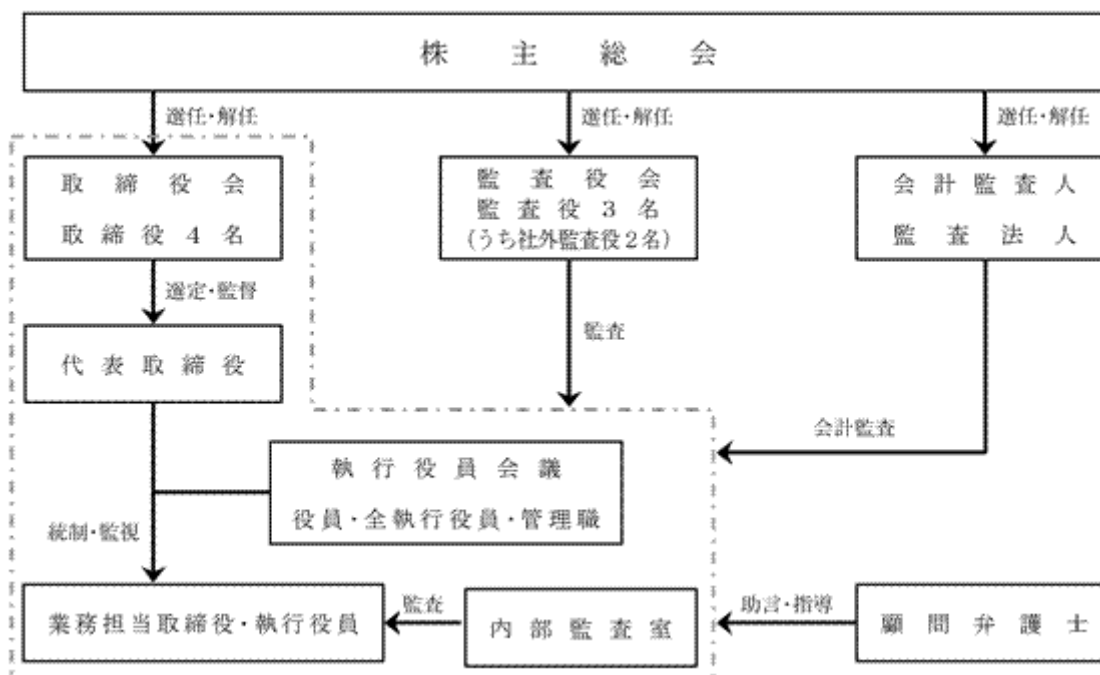 株主総会
選任・解任
選任・解任
選任・解任
取締役会
取締役4名
監査役会
監査役3名
(うち社外監査役2名)
会計監査人
監査法人
選定・監督
監査
代表取締役
会計監査
執行役員会議
役員・全執行役員・管理職
統制・監視
業務担当取締役・執行役員
監査
内部監査室
助言・指導
顧問弁護士